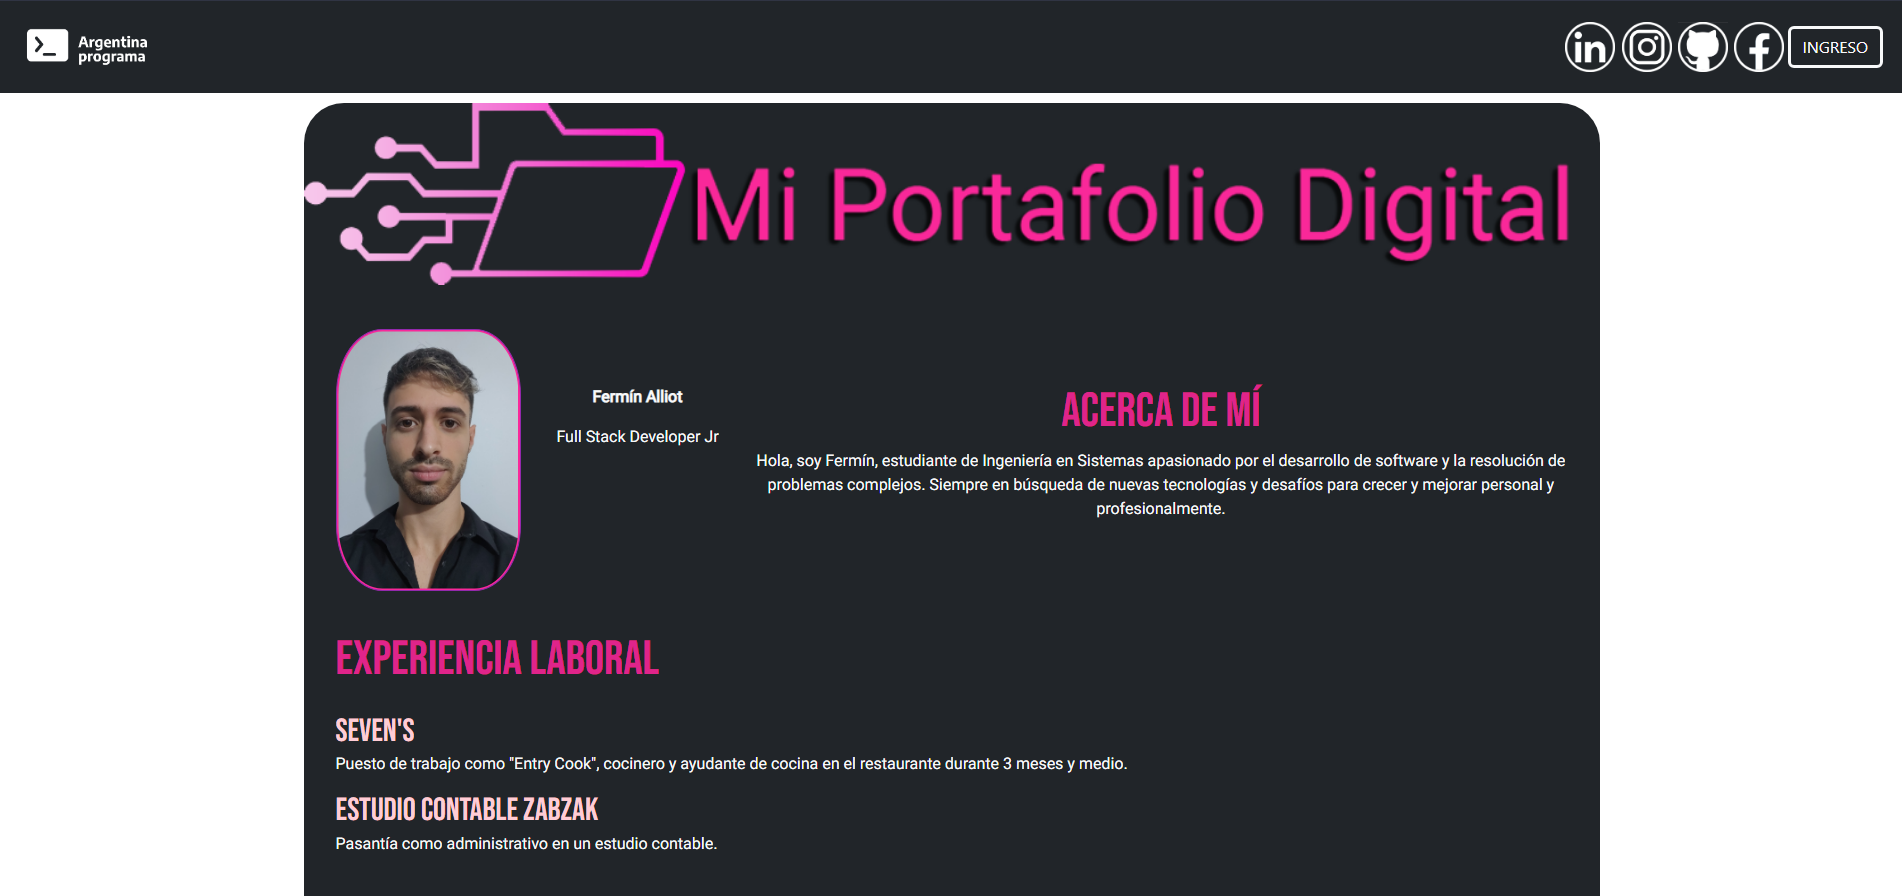 Argentina
programa
INGRESO
Mi Portafolio Digital
Fermín Alliot
Full Stack Developer Jr
ACERCA DE MÍ
Hola, soy Fermín, estudiante de Ingeniería en Sistemas apasionado por el desarrollo de software y la resolución de
problemas complejos. Siempre en búsqueda de nuevas tecnologías y desafíos para crecer y mejorar personal y
profesionalmente.
EXPERIENCIA LABORAL
SEVEN'S
Puesto de trabajo como "Entry Cook", cocinero y ayudante de cocina en el restaurante durante 3 meses y medio.
ESTUDIO CONTABLE ZABZAK
Pasantía como administrativo en un estudio contable.